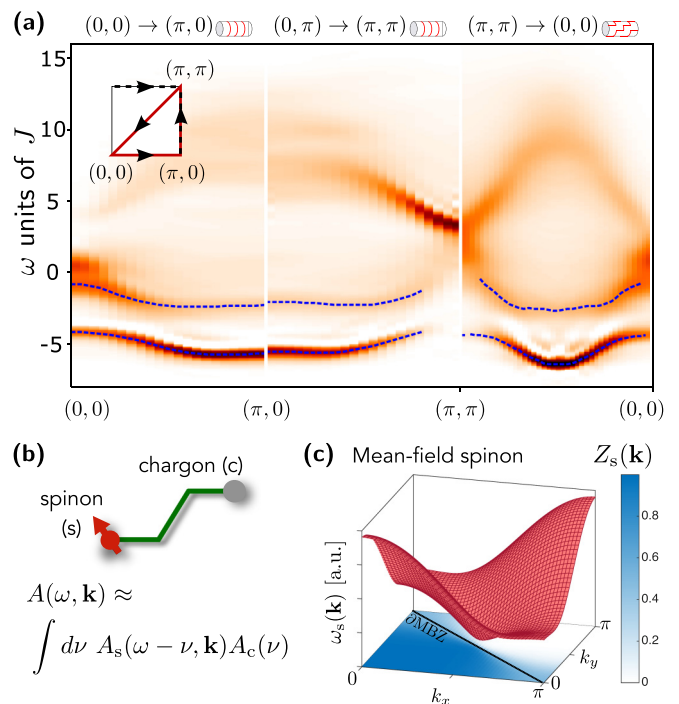 (a)
(0, 0) → (π, 0) (0, π) → (π, π) (π, π) → (0, 0)
ω units of J
15
10
5
0
-5
(π, π)
(0, 0) (π, 0)
(0, 0) (π, 0) (π, π) (0, 0)
(b)
chargon (c)
spinon
(s)
A(ω, k) ≈
∫ dν A_s(ω − ν, k)A_c(ν)
(c) Mean-field spinon Z_s(k)
ω_s(k) [a.u.]
∂MBZ
0 k_x π 0 k_y π
0.8
0.6
0.4
0.2
0